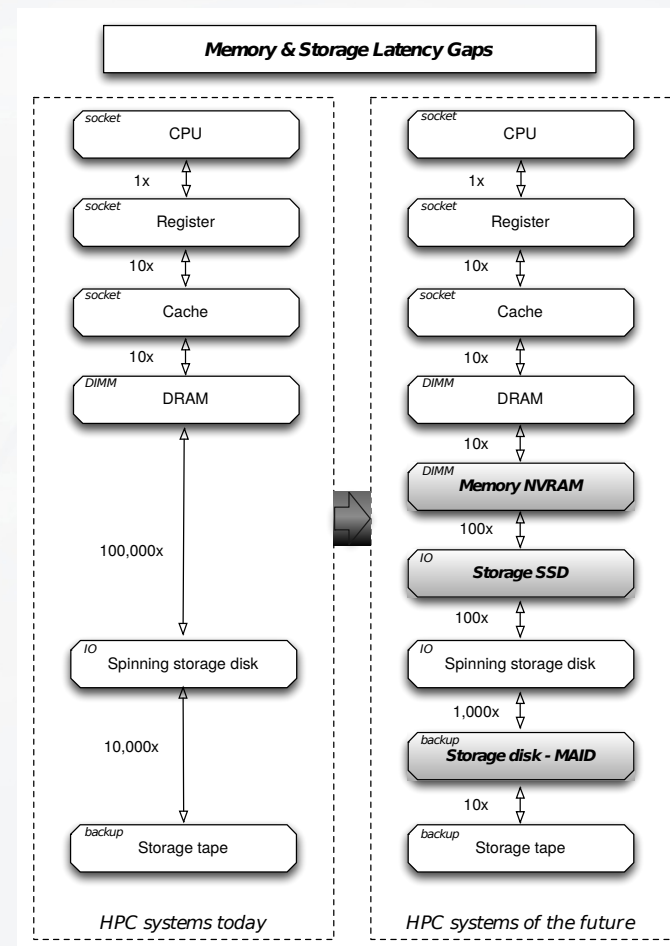 Memory & Storage Latency Gaps
socket
CPU
1x
socket
Register
10x
socket
Cache
10x
DIMM
DRAM
100,000x
IO
Spinning storage disk
10,000x
backup
Storage tape
HPC systems today
socket
CPU
1x
socket
Register
10x
socket
Cache
10x
DIMM
DRAM
10x
DIMM
Memory NVRAM
100x
IO
Storage SSD
100x
IO
Spinning storage disk
1,000x
backup
Storage disk - MAID
10x
backup
Storage tape
HPC systems of the future